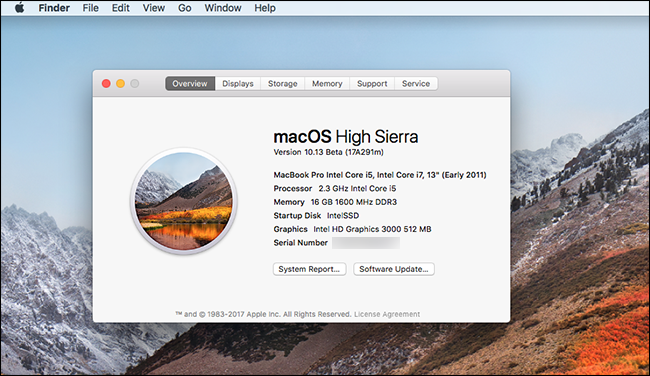 Finder File Edit View Go Window Help
Overview Displays Storage Memory Support Service
macOS High Sierra
Version 10.13 Beta (17A291m)
MacBook Pro Intel Core i5, Intel Core i7, 13" (Early 2011)
Processor 2.3 GHz Intel Core i5
Memory 16 GB 1600 MHz DDR3
Startup Disk IntelSSD
Graphics Intel HD Graphics 3000 512 MB
Serial Number
System Report... Software Update...
™ and © 1983-2017 Apple Inc. All Rights Reserved. License Agreement